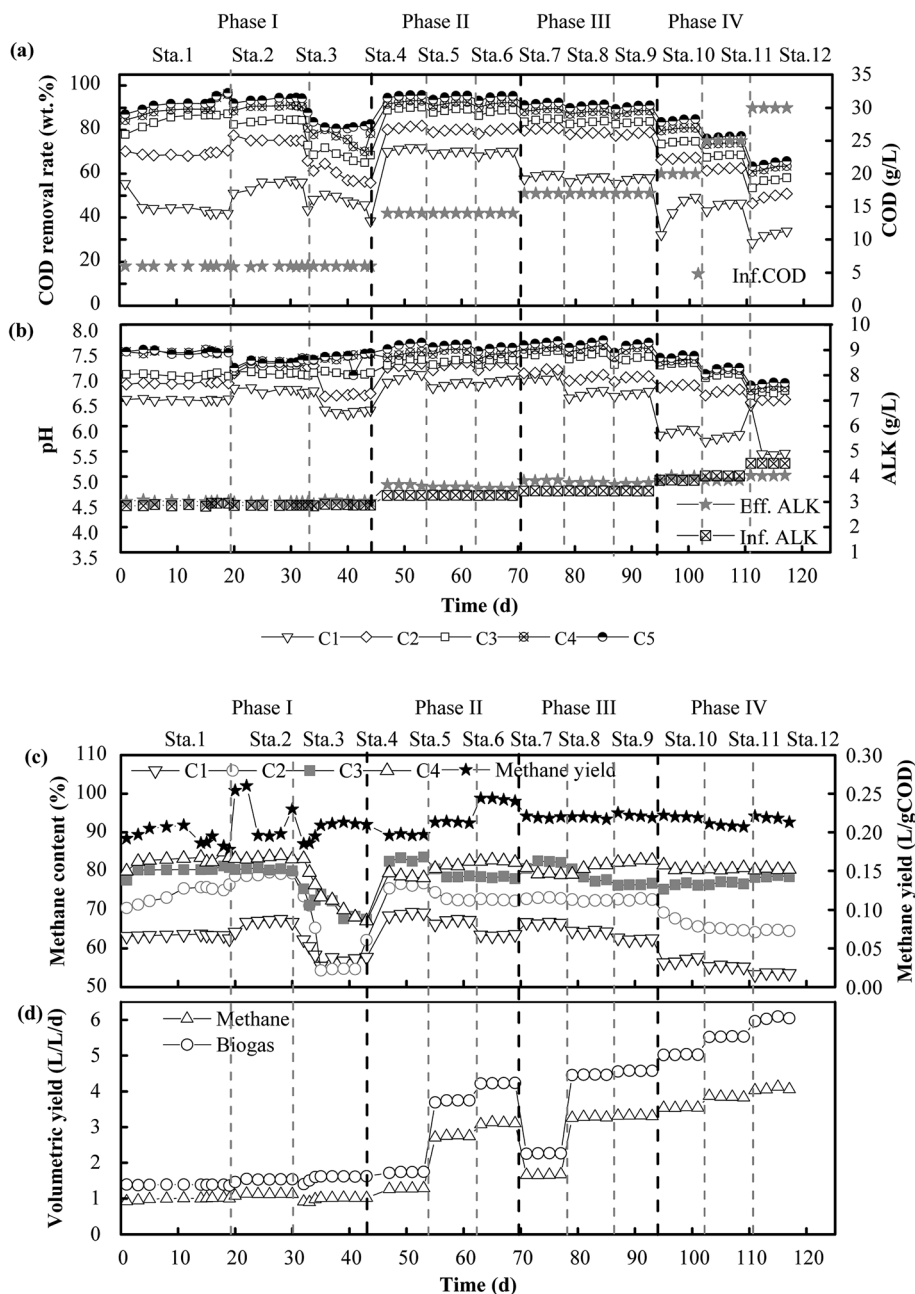 Phase I Phase II Phase III Phase IV
(a) Sta.1 Sta.2 Sta.3 Sta.4 Sta.5 Sta.6 Sta.7 Sta.8 Sta.9 Sta.10 Sta.11 Sta.12
COD removal rate (wt.%)
100
80
60
40
20
0
35
30
25
20
15
10
5
0
COD (g/L)
Inf.COD
(b)
pH
8.0
7.5
7.0
6.5
6.0
5.5
5.0
4.5
4.0
3.5
10
9
8
7
6
5
4
3
2
1
ALK (g/L)
Eff. ALK
Inf. ALK
0 10 20 30 40 50 60 70 80 90 100 110 120
Time (d)
C1 C2 C3 C4 C5
Phase I Phase II Phase III Phase IV
Sta.1 Sta.2 Sta.3 Sta.4 Sta.5 Sta.6 Sta.7 Sta.8 Sta.9 Sta.10 Sta.11 Sta.12
(c)
Methane content (%)
110
100
90
80
70
60
50
C1 C2 C3 C4 Methane yield
0.30
0.25
0.20
0.15
0.10
0.05
0.00
Methane yield (L/gCOD)
(d)
Volumetric yield (L/L/d)
6
5
4
3
2
1
0
Methane
Biogas
0 10 20 30 40 50 60 70 80 90 100 110 120
Time (d)